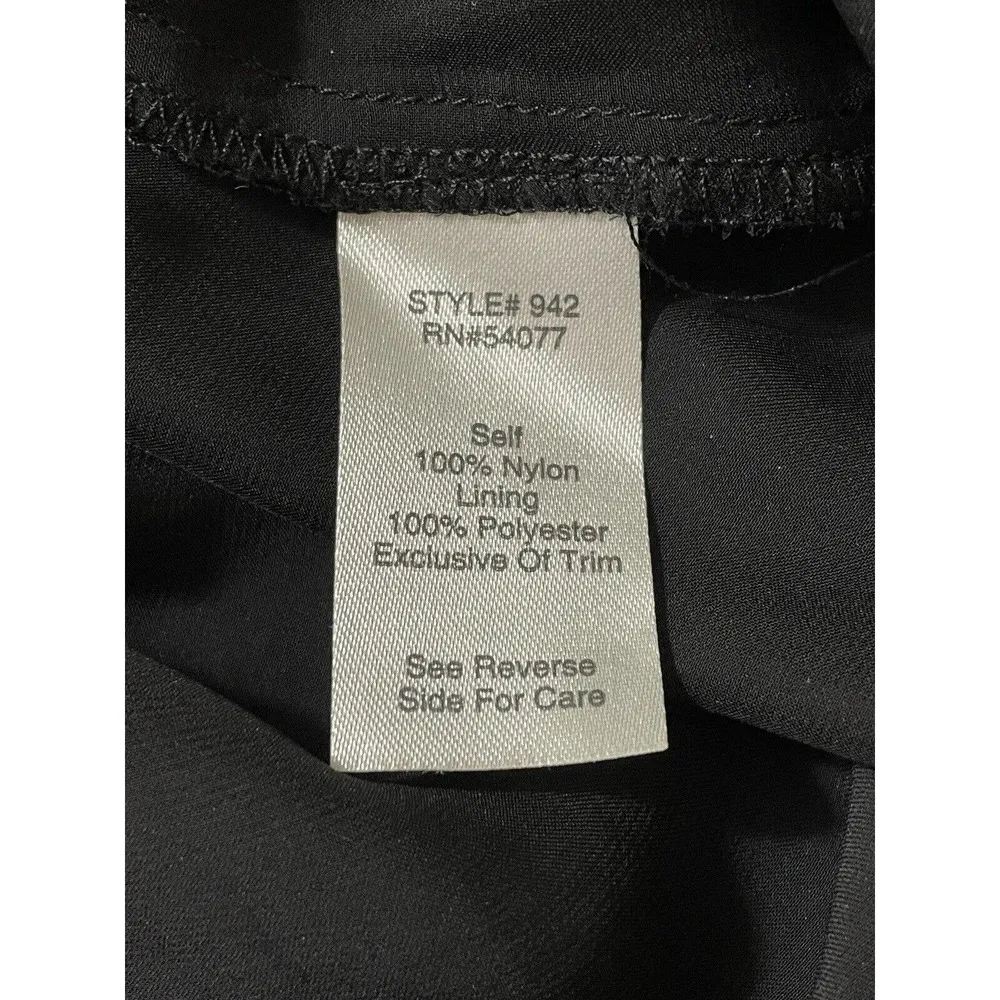 STYLE# 942
RN#54077
Self
100% Nylon
Lining
100% Polyester
Exclusive Of Trim
See Reverse
Side For Care